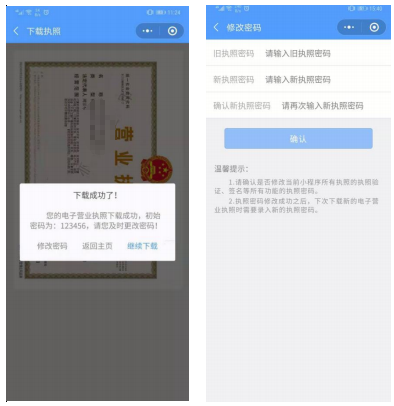 下载执照
营业执
下载成功了!
您的电子营业执照下载成功，初始
密码为：123456，请您及时更改密码!
修改密码 返回主页 继续下载
修改密码
旧执照密码 请输入旧执照密码
新执照密码 请输入新执照密码
确认新执照密码 请再次输入新执照密码
确认
温馨提示：
1.请确认是否修改当前小程序所有执照的执照验
证、签名等所有功能的执照密码。
2.执照密码修改成功之后，下次下载新的电子营
业执照时需要录入新的执照密码。